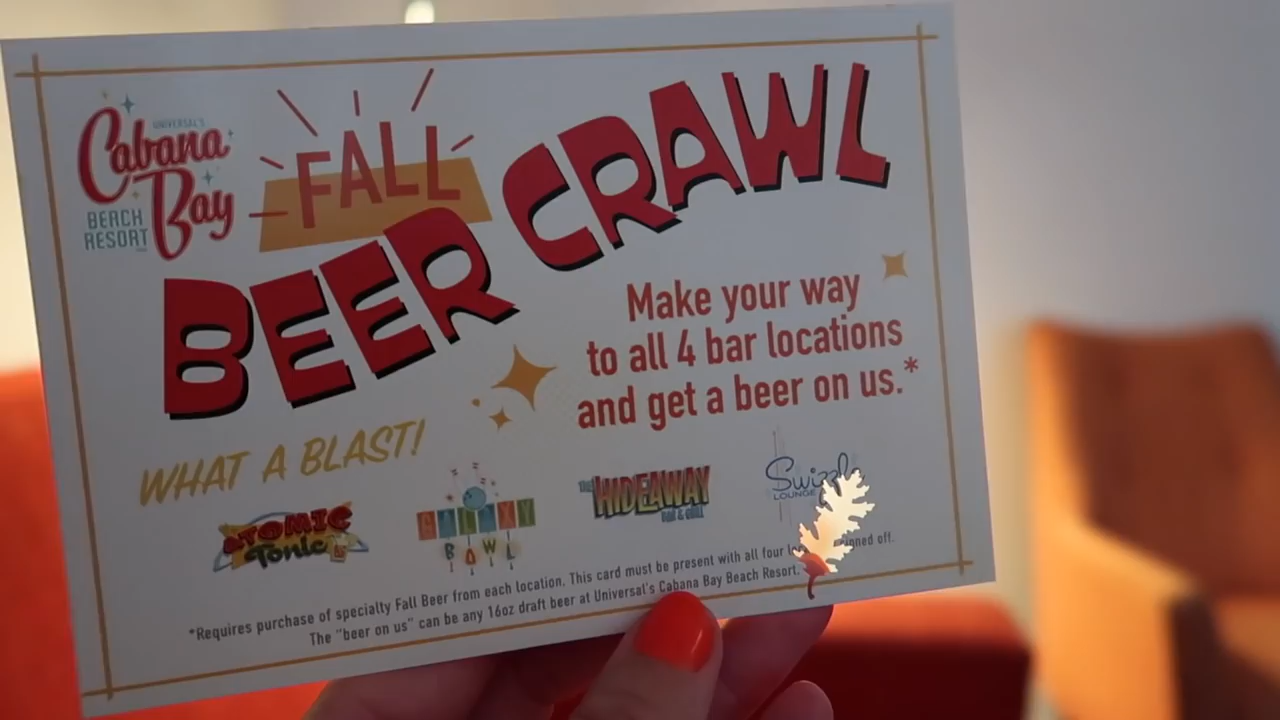 UNIVERSAL'S
Cabana
Bay
BEACH
RESORT
FALL
BEER CRAWL
Make your way
to all 4 bar locations
and get a beer on us.*
WHAT A BLAST!
ATOMIC
Tonic
GALAXY
BOWL
THE HIDEAWAY
BAR & GRILL
Swizzle
LOUNGE
*Requires purchase of specialty Fall Beer from each location. This card must be present with all four signed off.
The "beer on us" can be any 16oz draft beer at Universal's Cabana Bay Beach Resort.